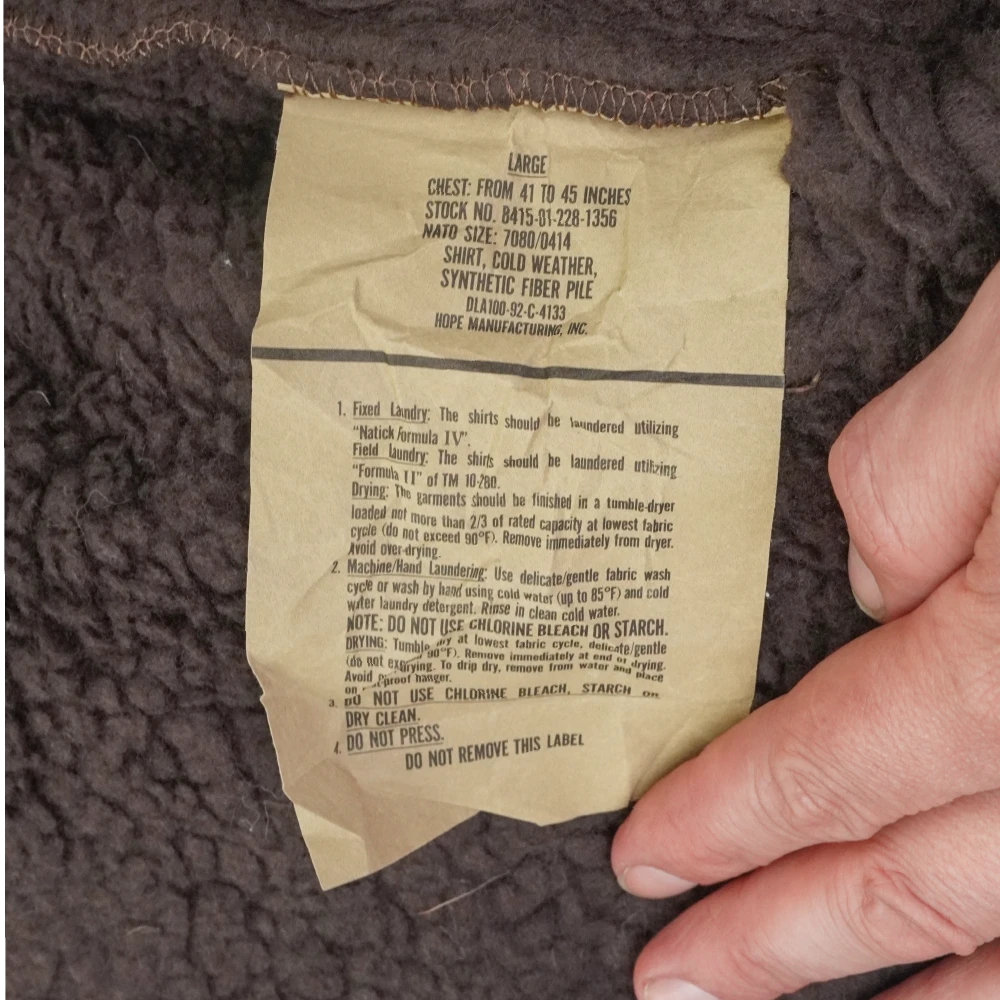 LARGE
CHEST: FROM 41 TO 45 INCHES
STOCK NO. 8415-01-228-1356
NATO SIZE: 7080/0414
SHIRT, COLD WEATHER,
SYNTHETIC FIBER PILE
DLA100-92-C-4133
HOPE MANUFACTURING, INC.
1. Fixed Laundry: The shirts should be laundered utilizing
"Natick Formula IV".
Field Laundry: The shirts should be laundered utilizing
"Formula II" of TM 10-280.
Drying: The garments should be finished in a tumble-dryer
loaded not more than 2/3 of rated capacity at lowest fabric
cycle (do not exceed 90°F). Remove immediately from dryer.
Avoid over-drying.
2. Machine/Hand Laundering: Use delicate/gentle fabric wash
cycle or wash by hand using cold water (up to 85°F) and cold
water laundry detergent. Rinse in clean cold water.
NOTE: DO NOT USE CHLORINE BLEACH OR STARCH.
DRYING: Tumble dry at lowest fabric cycle, delicate/gentle
(do not 90°F). Remove immediately at end of drying.
Avoid To drip dry, remove from water and place
on proof hanger.
3. DO NOT USE CHLORINE BLEACH, STARCH OR
DRY CLEAN.
4. DO NOT PRESS.
DO NOT REMOVE THIS LABEL